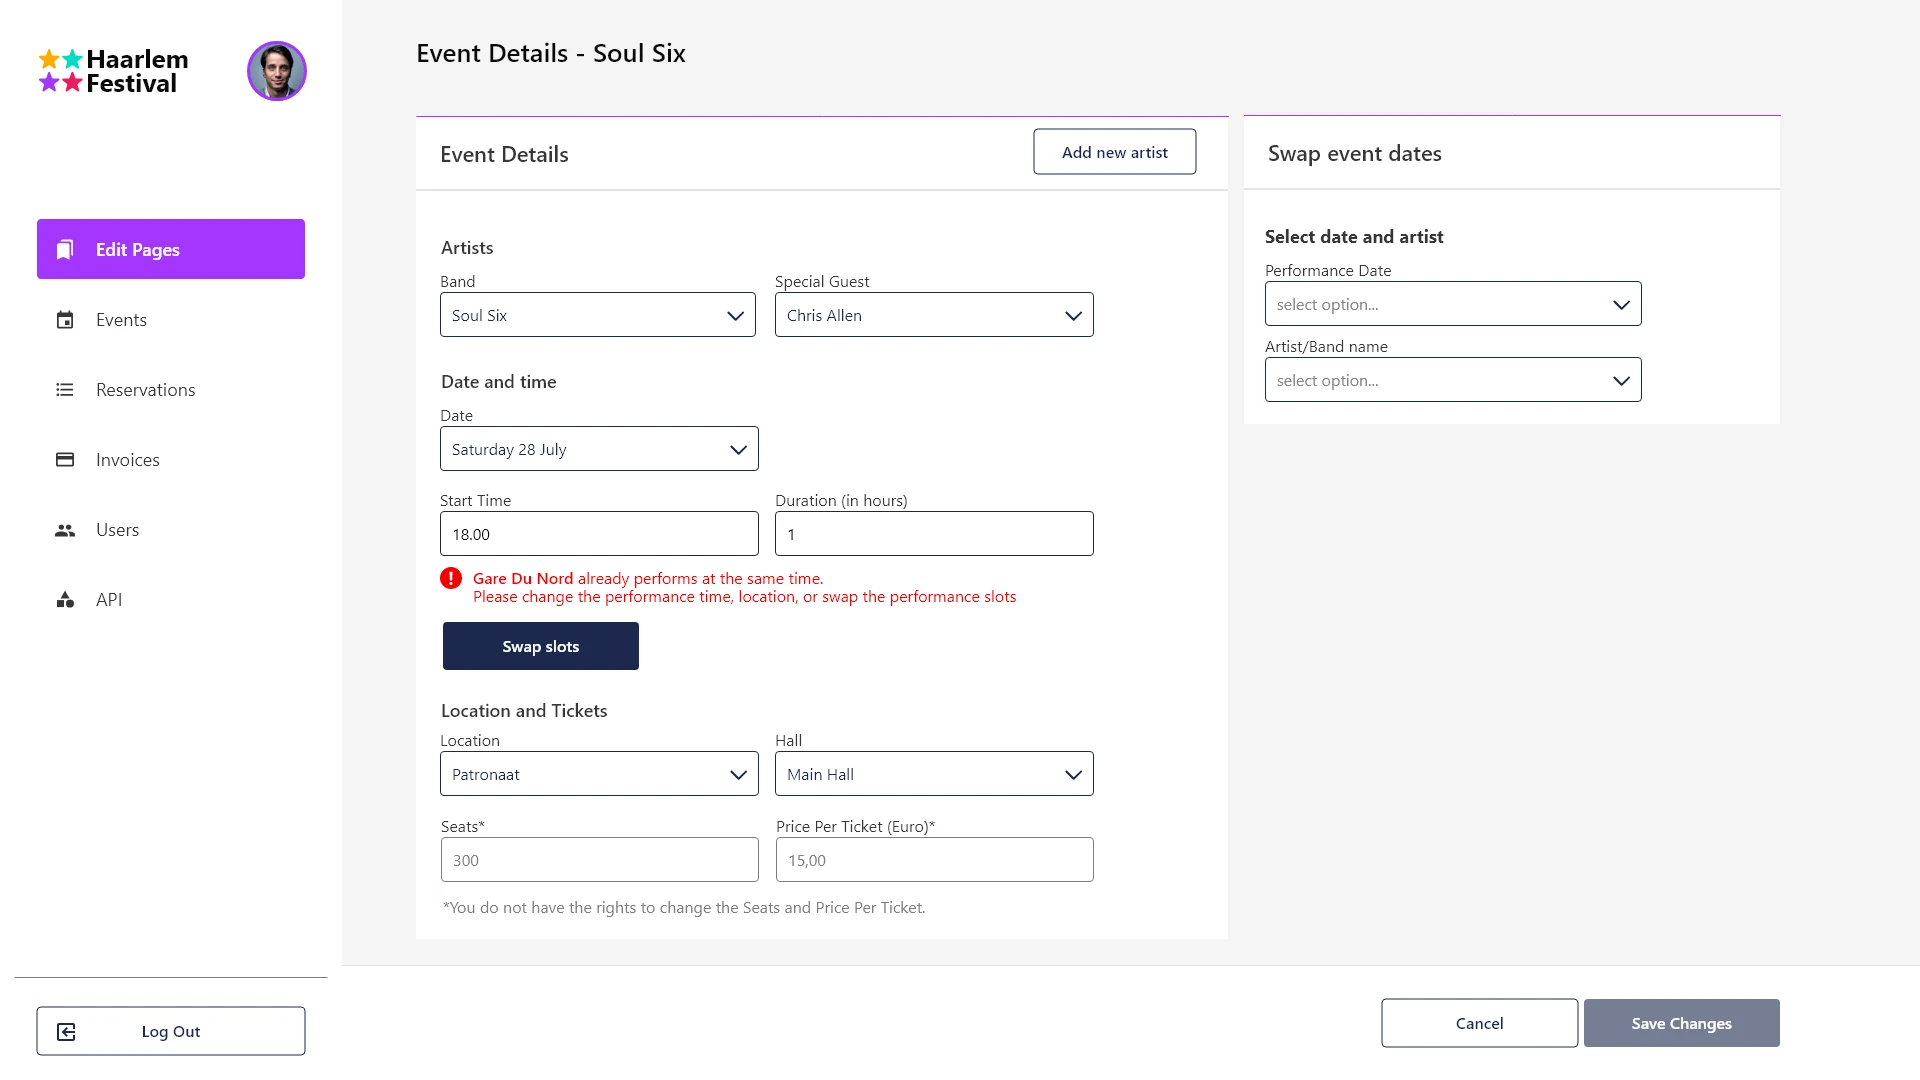 Haarlem
Festival
Edit Pages
Events
Reservations
Invoices
Users
API
Log Out
Event Details - Soul Six
Event Details
Add new artist
Artists
Band
Special Guest
Soul Six
Chris Allen
Date and time
Date
Saturday 28 July
Start Time
Duration (in hours)
18.00
1
Gare Du Nord already performs at the same time.
Please change the performance time, location, or swap the performance slots
Swap slots
Location and Tickets
Location
Hall
Patronaat
Main Hall
Seats*
Price Per Ticket (Euro)*
300
15,00
*You do not have the rights to change the Seats and Price Per Ticket.
Swap event dates
Select date and artist
Performance Date
select option...
Artist/Band name
select option...
Cancel
Save Changes